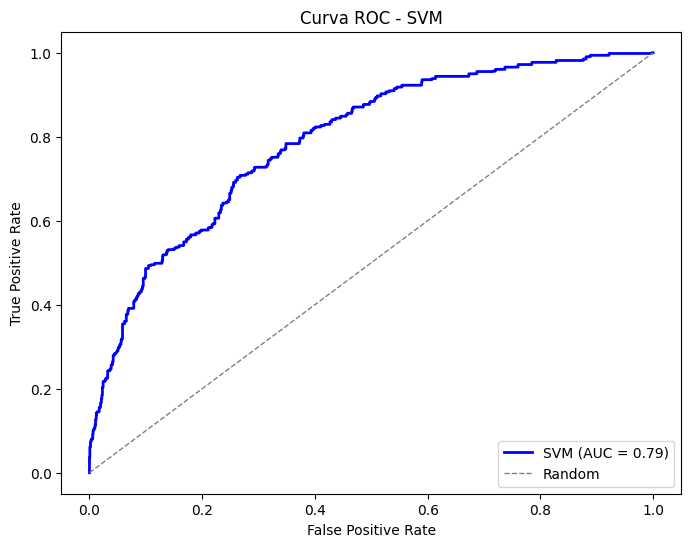 Curva ROC - SVM
True Positive Rate
1.0
0.8
0.6
0.4
0.2
0.0
0.0 0.2 0.4 0.6 0.8 1.0
False Positive Rate
SVM (AUC = 0.79)
Random